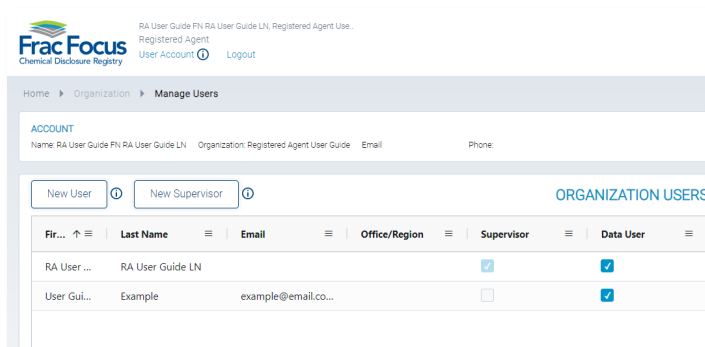 RA User Guide FN RA User Guide LN, Registered Agent Use..
Registered Agent
User Account Logout
Frac Focus
Chemical Disclosure Registry
Home Organization Manage Users
ACCOUNT
Name: RA Guide FN RA User Guide LN Organization: Registered Agent User Guide Email Phone:
New User New Supervisor ORGANIZATION USERS
Fir... Last Name Email Office/Region Supervisor Data User
RA User ... RA User Guide LN
User Gui... Example example@email.co...